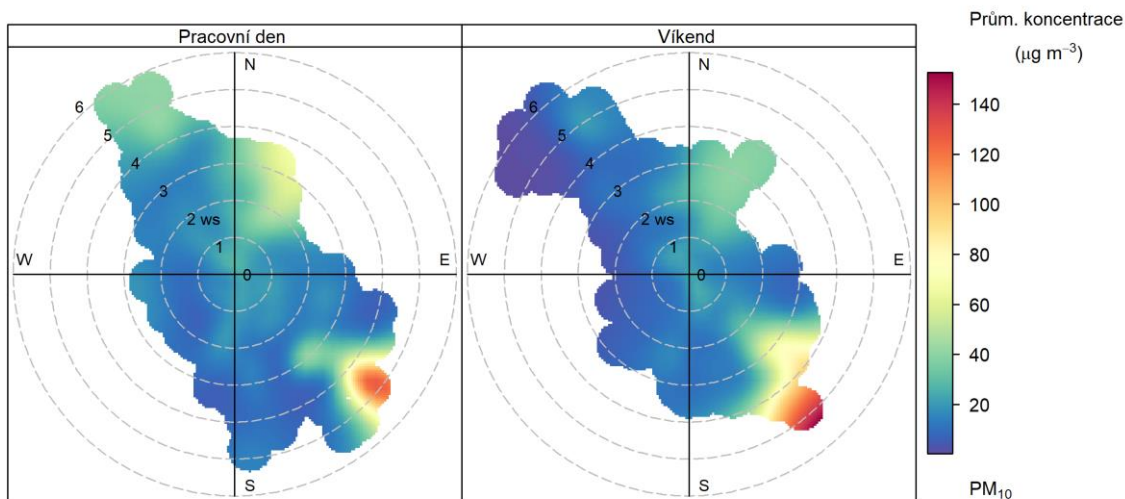 Pracovní den
N
6
5
4
3
2 ws
1
0
W
E
S
Víkend
N
6
5
4
3
2 ws
1
0
W
E
S
Prům. koncentrace
(μg m⁻³)
140
120
100
80
60
40
20
PM₁₀